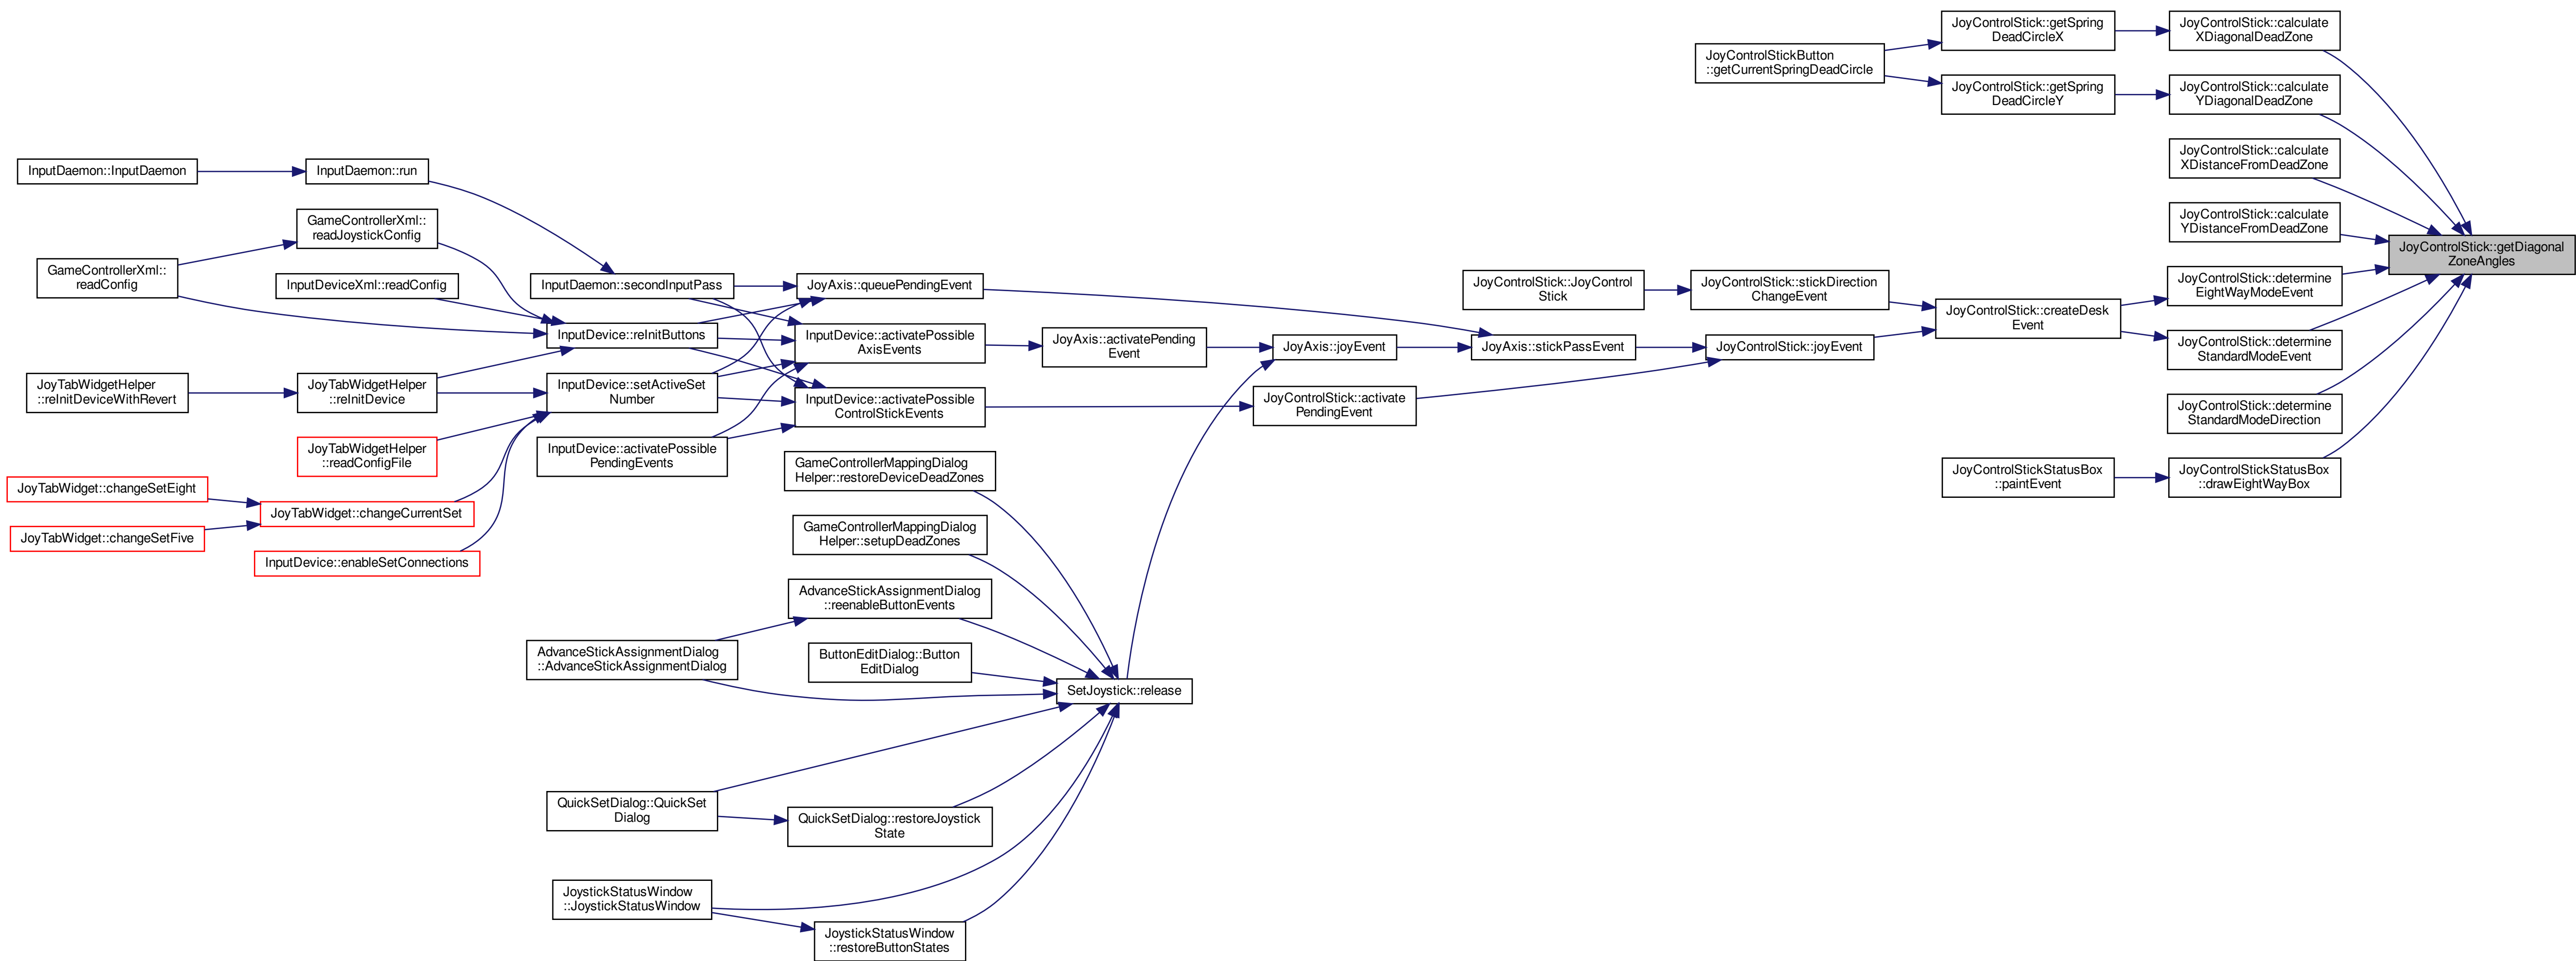 JoyControlStick::getDiagonal
ZoneAngles
JoyControlStick::calculate
XDiagonalDeadZone
JoyControlStick::getSpring
DeadCircleX
JoyControlStickButton
::getCurrentSpringDeadCircle
JoyControlStick::calculate
YDiagonalDeadZone
JoyControlStick::getSpring
DeadCircleY
JoyControlStick::calculate
XDistanceFromDeadZone
JoyControlStick::calculate
YDistanceFromDeadZone
JoyControlStick::determine
EightWayModeEvent
JoyControlStick::createDesk
Event
JoyControlStick::stickDirection
ChangeEvent
JoyControlStick::JoyControl
Stick
JoyControlStick::joyEvent
JoyAxis::stickPassEvent
JoyAxis::queuePendingEvent
InputDaemon::secondInputPass
InputDaemon::run
InputDaemon::InputDaemon
InputDevice::reInitButtons
GameControllerXml::
readJoystickConfig
GameControllerXml::
readConfig
InputDeviceXml::readConfig
JoyTabWidgetHelper
::reInitDevice
JoyTabWidgetHelper
::reInitDeviceWithRevert
InputDevice::setActiveSet
Number
JoyTabWidgetHelper
::readConfigFile
JoyTabWidget::changeCurrentSet
JoyTabWidget::changeSetEight
JoyTabWidget::changeSetFive
InputDevice::enableSetConnections
JoyAxis::joyEvent
JoyAxis::activatePending
Event
InputDevice::activatePossible
AxisEvents
InputDevice::activatePossible
PendingEvents
SetJoystick::release
GameControllerMappingDialog
Helper::restoreDeviceDeadZones
GameControllerMappingDialog
Helper::setupDeadZones
AdvanceStickAssignmentDialog
::reenableButtonEvents
AdvanceStickAssignmentDialog
::AdvanceStickAssignmentDialog
ButtonEditDialog::Button
EditDialog
QuickSetDialog::QuickSet
Dialog
QuickSetDialog::restoreJoystick
State
JoystickStatusWindow
::JoystickStatusWindow
JoystickStatusWindow
::restoreButtonStates
JoyControlStick::activate
PendingEvent
InputDevice::activatePossible
ControlStickEvents
JoyControlStick::determine
StandardModeEvent
JoyControlStick::determine
StandardModeDirection
JoyControlStickStatusBox
::drawEightWayBox
JoyControlStickStatusBox
::paintEvent